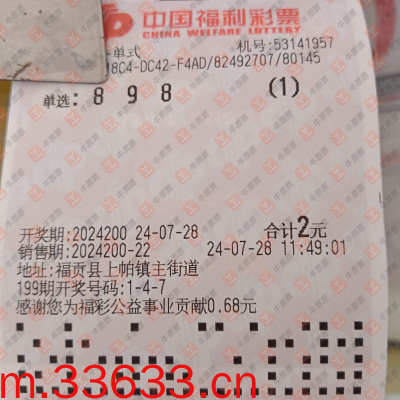 中国福利彩票
CHINA WELFARE LOTTERY
单式 机号:53141957
18C4-DC42-F4AD/82492707/80145
单选: 8 9 8 (1)
开奖期:2024200 24-07-28 合计2元
销售期:2024200-22 24-07-28 11:49:01
地址:福贡县上帕镇主街道
199期开奖号码:1-4-7
感谢您为福彩公益事业贡献0.68元
m.33633.cn